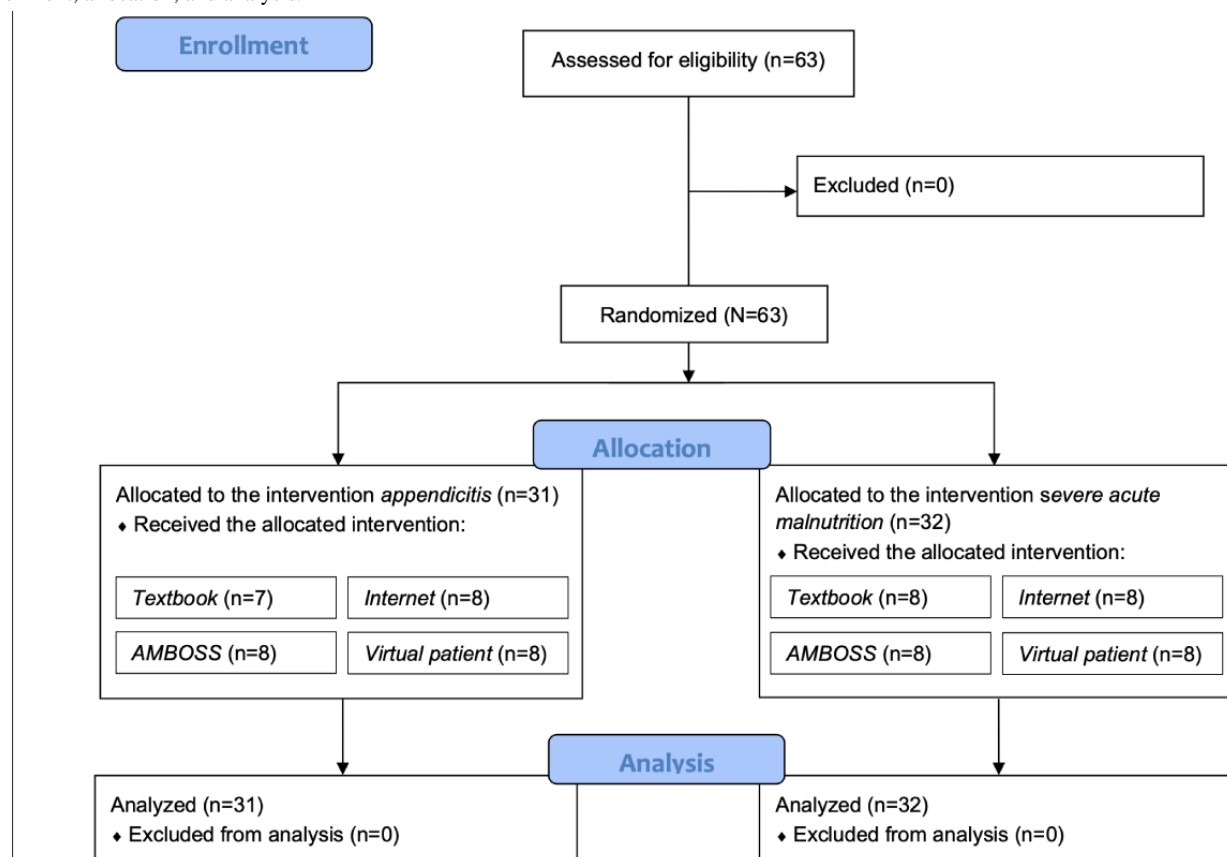 Enrollment
Assessed for eligibility (n=63)
Excluded (n=0)
Randomized (N=63)
Allocation
Allocated to the intervention appendicitis (n=31)
♦ Received the allocated intervention:
Textbook (n=7)
Internet (n=8)
AMBOSS (n=8)
Virtual patient (n=8)
Allocated to the intervention severe acute
malnutrition (n=32)
♦ Received the allocated intervention:
Textbook (n=8)
Internet (n=8)
AMBOSS (n=8)
Virtual patient (n=8)
Analysis
Analyzed (n=31)
♦ Excluded from analysis (n=0)
Analyzed (n=32)
♦ Excluded from analysis (n=0)